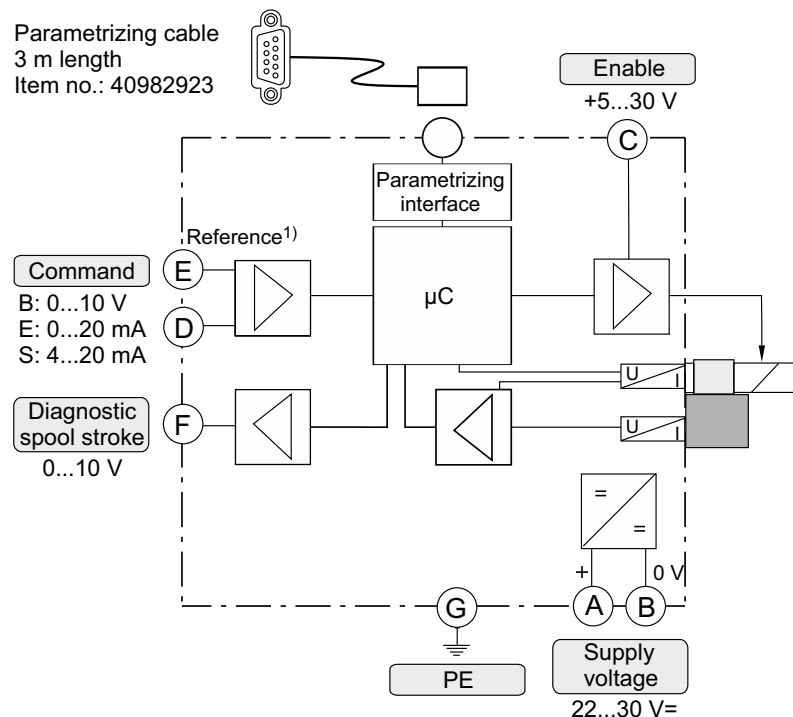 Parametrizing cable
3 m length
Item no.: 40982923
Enable
+5...30 V
C
Parametrizing
interface
Reference1)
Command
E
B: 0...10 V
E: 0...20 mA
S: 4...20 mA
D
µC
U
I
Diagnostic
spool stroke
0...10 V
F
U
I
=
=
+
0 V
G
A
B
PE
Supply
voltage
22...30 V=